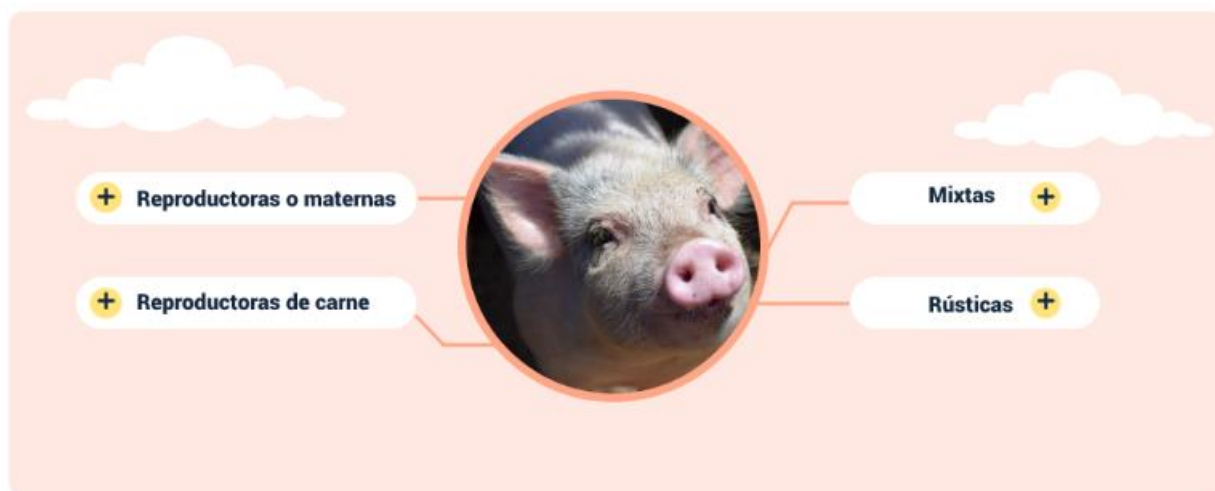 Reproductoras o maternas
Reproductoras de carne
Mixtas
Rústicas